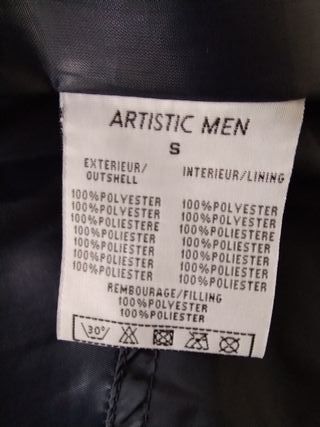 ARTISTIC MEN
S
EXTERIEUR/
OUTSHELL
100%POLYESTER
100%POLYESTER
100%POLIESTERE
100%POLIESTER
100%POLIESTER
100%POLIESTER
100%POLIESTER
INTERIEUR/LINING
100%POLYESTER
100%POLYESTER
100%POLIESTERE
100%POLIESTER
100%POLIESTER
100%POLIESTER
100%POLIESTER
REMBOURAGE/FILLING
100%POLYESTER
100%POLIESTER
30°